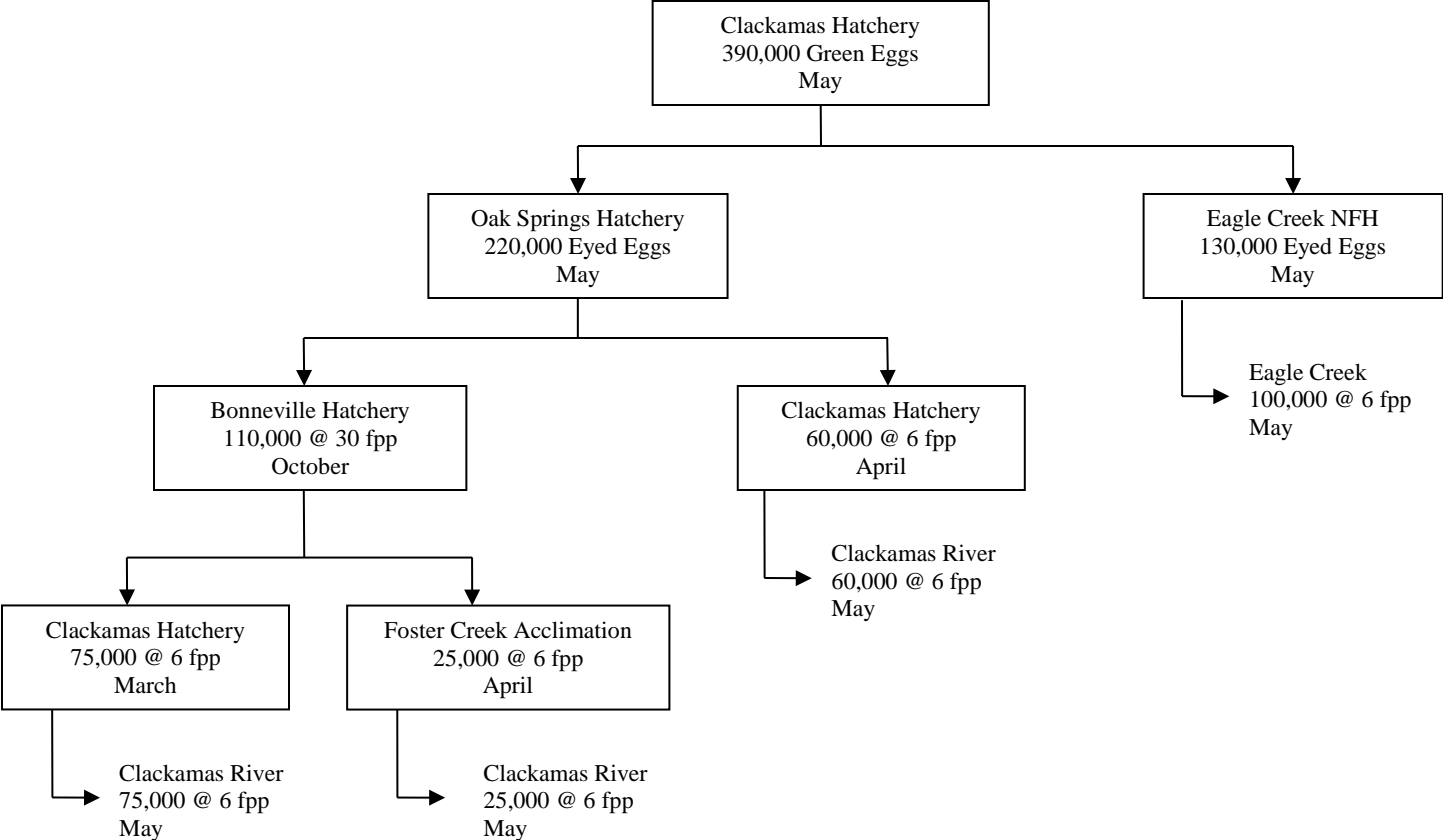 Clackamas Hatchery
390,000 Green Eggs
May
Oak Springs Hatchery
220,000 Eyed Eggs
May
Eagle Creek NFH
130,000 Eyed Eggs
May
Bonneville Hatchery
110,000 @ 30 fpp
October
Clackamas Hatchery
60,000 @ 6 fpp
April
Eagle Creek
100,000 @ 6 fpp
May
Clackamas River
60,000 @ 6 fpp
May
Clackamas Hatchery
75,000 @ 6 fpp
March
Foster Creek Acclimation
25,000 @ 6 fpp
April
Clackamas River
75,000 @ 6 fpp
May
Clackamas River
25,000 @ 6 fpp
May